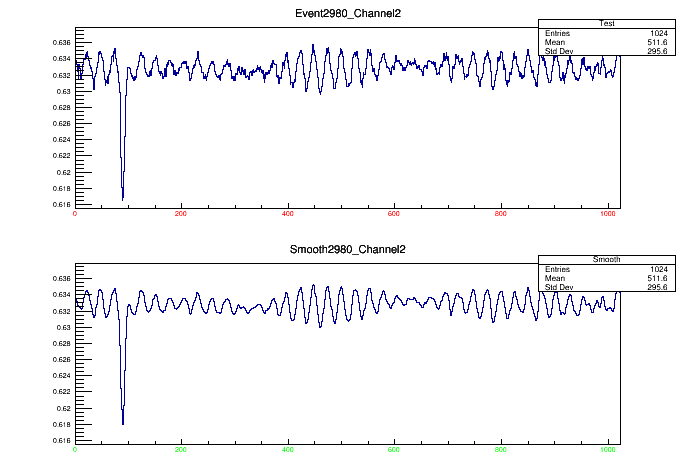 Event2980_Channel2
Test
Entries 1024
Mean 511.6
Std Dev 295.6
0.636
0.634
0.632
0.63
0.628
0.626
0.624
0.622
0.62
0.618
0.616
0 200 400 600 800 1000
Smooth2980_Channel2
Smooth
Entries 1024
Mean 511.6
Std Dev 295.6
0.636
0.634
0.632
0.63
0.628
0.626
0.624
0.622
0.62
0.618
0.616
0 200 400 600 800 1000